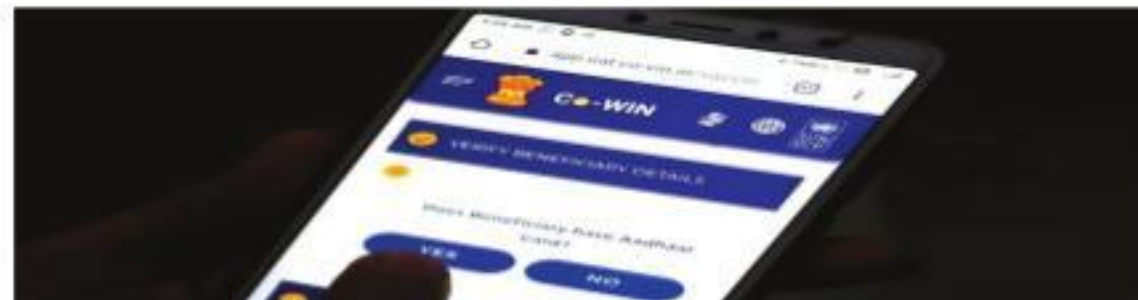 CO-WIN
VERIFY BENEFICIARY DETAILS
Does Beneficiary have Aadhaar
Card?
YES
NO